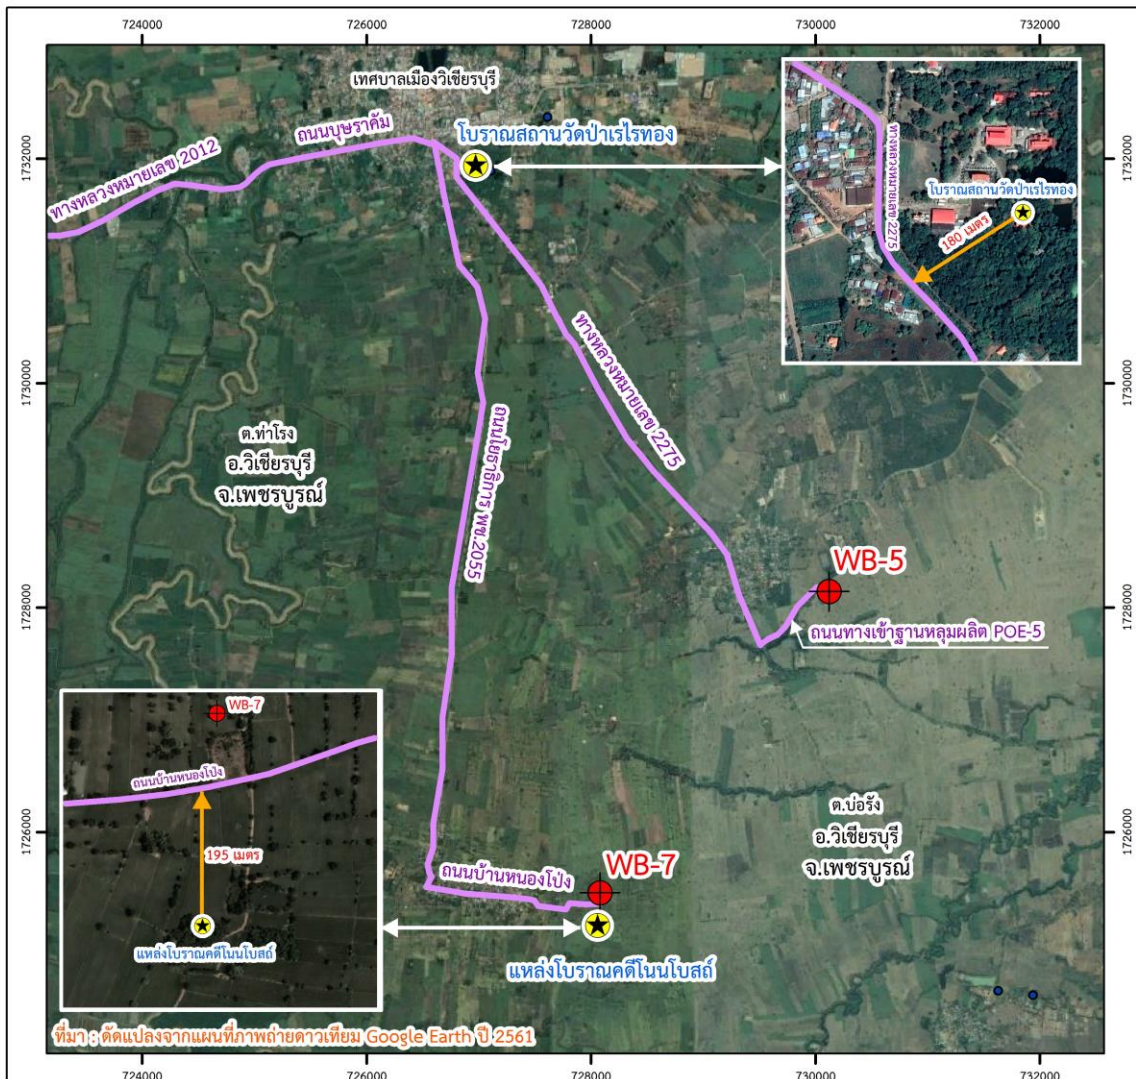 724000 726000 728000 730000 732000
เทศบาลเมืองวิเชียรบุรี
ถนนบุษราคัม
โบราณสถานวัดป่าเรไรทอง
ทางหลวงหมายเลข 2012
1732000
1732000
ทางหลวงหมายเลข 2275
โบราณสถานวัดป่าเรไรทอง
180 เมตร
ทางหลวงหมายเลข 2275
1730000
1730000
ต.ท่าโรง
อ.วิเชียรบุรี
จ.เพชรบูรณ์
ถนนโยธาธิการ พช.2055
WB-5
ถนนทางเข้าฐานหลุมผลิต POE-5
1728000
1728000
WB-7
ถนนบ้านหนองโป่ง
195 เมตร
แหล่งโบราณคดีโนนโบสถ์
1726000
1726000
ต.บ่อรัง
อ.วิเชียรบุรี
จ.เพชรบูรณ์
WB-7
ถนนบ้านหนองโป่ง
แหล่งโบราณคดีโนนโบสถ์
ที่มา : ดัดแปลงจากแผนที่ภาพถ่ายดาวเทียม Google Earth ปี 2561
724000 726000 728000 730000 732000